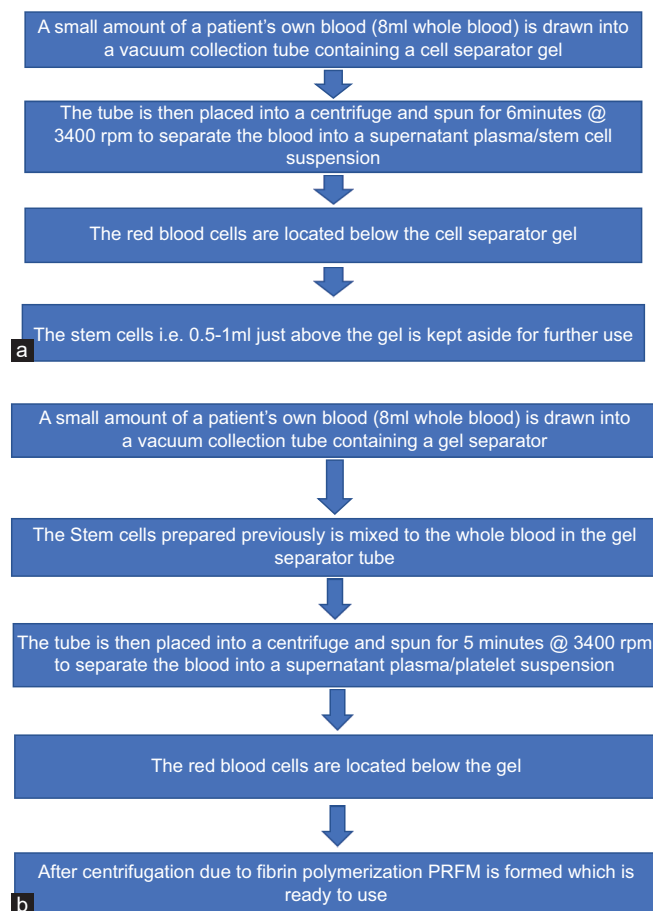 A small amount of a patient's own blood (8ml whole blood) is drawn into
a vacuum collection tube containing a cell separator gel
The tube is then placed into a centrifuge and spun for 6minutes @
3400 rpm to separate the blood into a supernatant plasma/stem cell
suspension
The red blood cells are located below the cell separator gel
The stem cells i.e. 0.5-1ml just above the gel is kept aside for further use
a
A small amount of a patient's own blood (8ml whole blood) is drawn into
a vacuum collection tube containing a gel separator
The Stem cells prepared previously is mixed to the whole blood in the gel
separator tube
The tube is then placed into a centrifuge and spun for 5 minutes @ 3400 rpm
to separate the blood into a supernatant plasma/platelet suspension
The red blood cells are located below the gel
After centrifugation due to fibrin polymerization PRFM is formed which is
ready to use
b